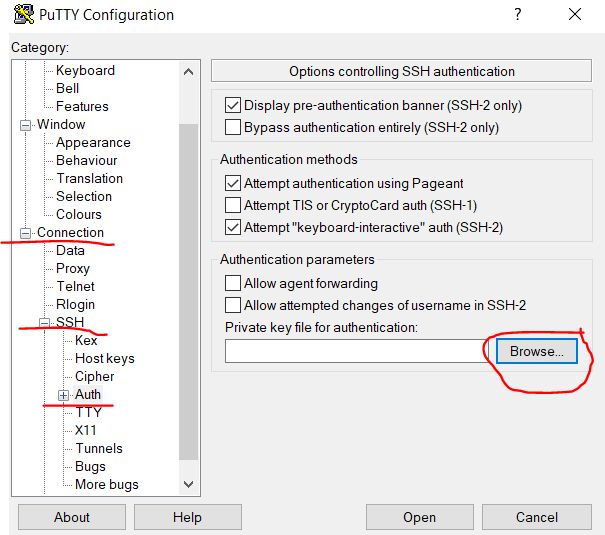 PuTTY Configuration
Category:
Keyboard
Bell
Features
Window
Appearance
Behaviour
Translation
Selection
Colours
Connection
Data
Proxy
Telnet
Rlogin
SSH
Kex
Host keys
Cipher
Auth
TTY
X11
Tunnels
Bugs
More bugs
Options controlling SSH authentication
Display pre-authentication banner (SSH-2 only)
Bypass authentication entirely (SSH-2 only)
Authentication methods
Attempt authentication using Pageant
Attempt TIS or CryptoCard auth (SSH-1)
Attempt "keyboard-interactive" auth (SSH-2)
Authentication parameters
Allow agent forwarding
Allow attempted changes of username in SSH-2
Private key file for authentication:
Browse...
About
Help
Open
Cancel